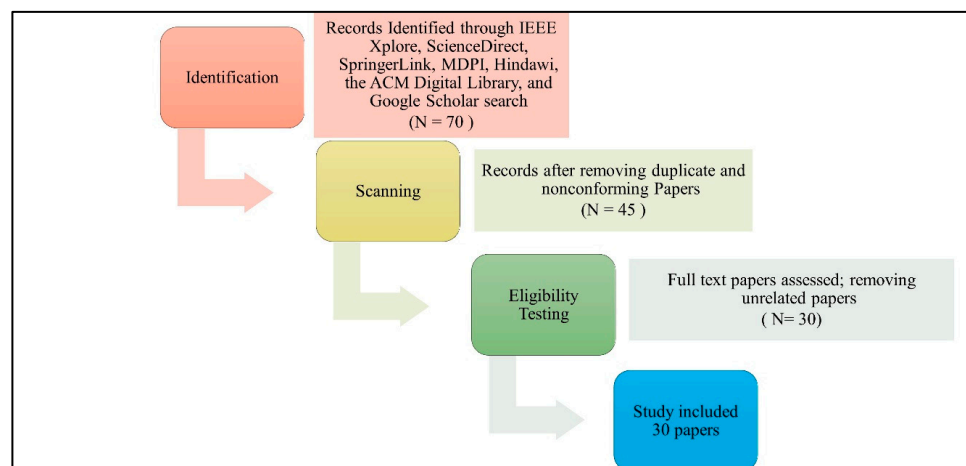 Identification
Records Identified through IEEE
Xplore, ScienceDirect,
SpringerLink, MDPI, Hindawi,
the ACM Digital Library, and
Google Scholar search
(N = 70 )
Scanning
Records after removing duplicate and
nonconforming Papers
(N = 45 )
Eligibility
Testing
Full text papers assessed; removing
unrelated papers
( N= 30)
Study included
30 papers